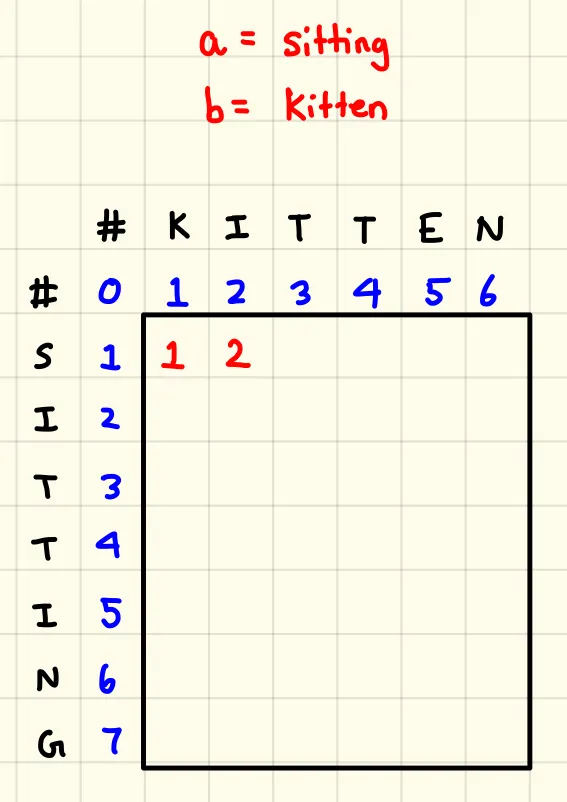 a = sitting
b = kitten
# K I T T E N
# 0 1 2 3 4 5 6
S 1 1 2
I 2
T 3
T 4
I 5
N 6
G 7